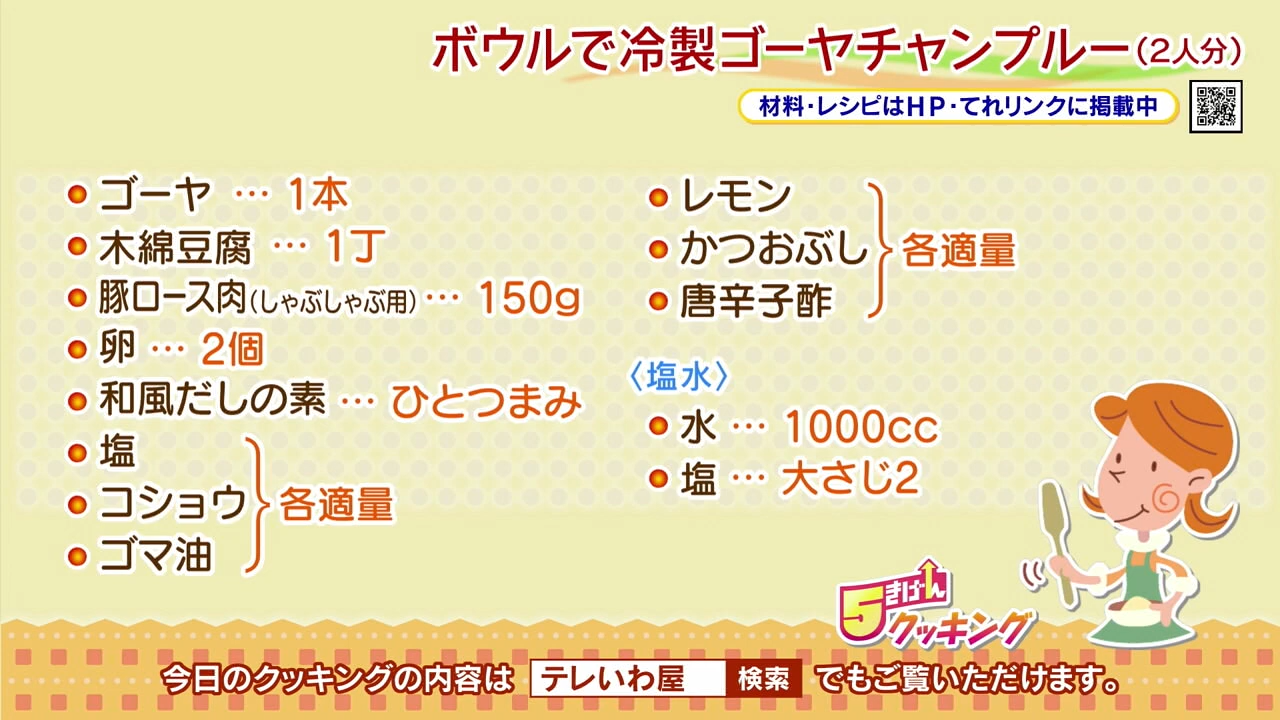 ボウルで冷製ゴーヤチャンプルー(2人分)
材料・レシピはHP・てれリンクに掲載中
ゴーヤ … 1本
木綿豆腐 … 1丁
豚ロース肉(しゃぶしゃぶ用) … 150g
卵 … 2個
和風だしの素 … ひとつまみ
塩
コショウ
ゴマ油
各適量
レモン
かつおぶし
唐辛子酢
各適量
〈塩水〉
水 … 1000cc
塩 … 大さじ2
5きげん
クッキング
今日のクッキングの内容は テレいわ屋 検索 でもご覧いただけます。